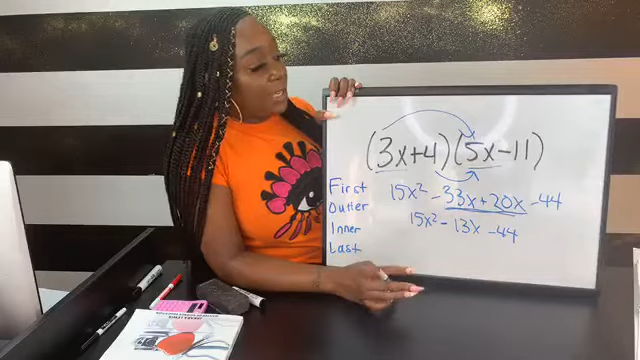 (3x+4)(5x-11)
First
Outter
Inner
Last
15x² - 33x + 20x - 44
15x² - 13x - 44